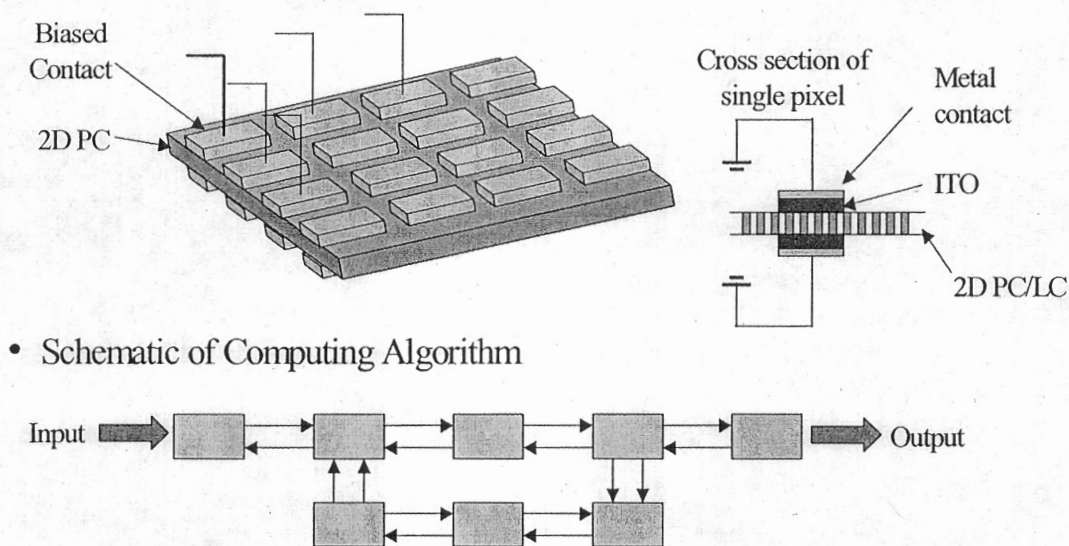 Biased
Contact
2D PC
Cross section of
single pixel
Metal
contact
ITO
2D PC/LC
• Schematic of Computing Algorithm
Input
Output